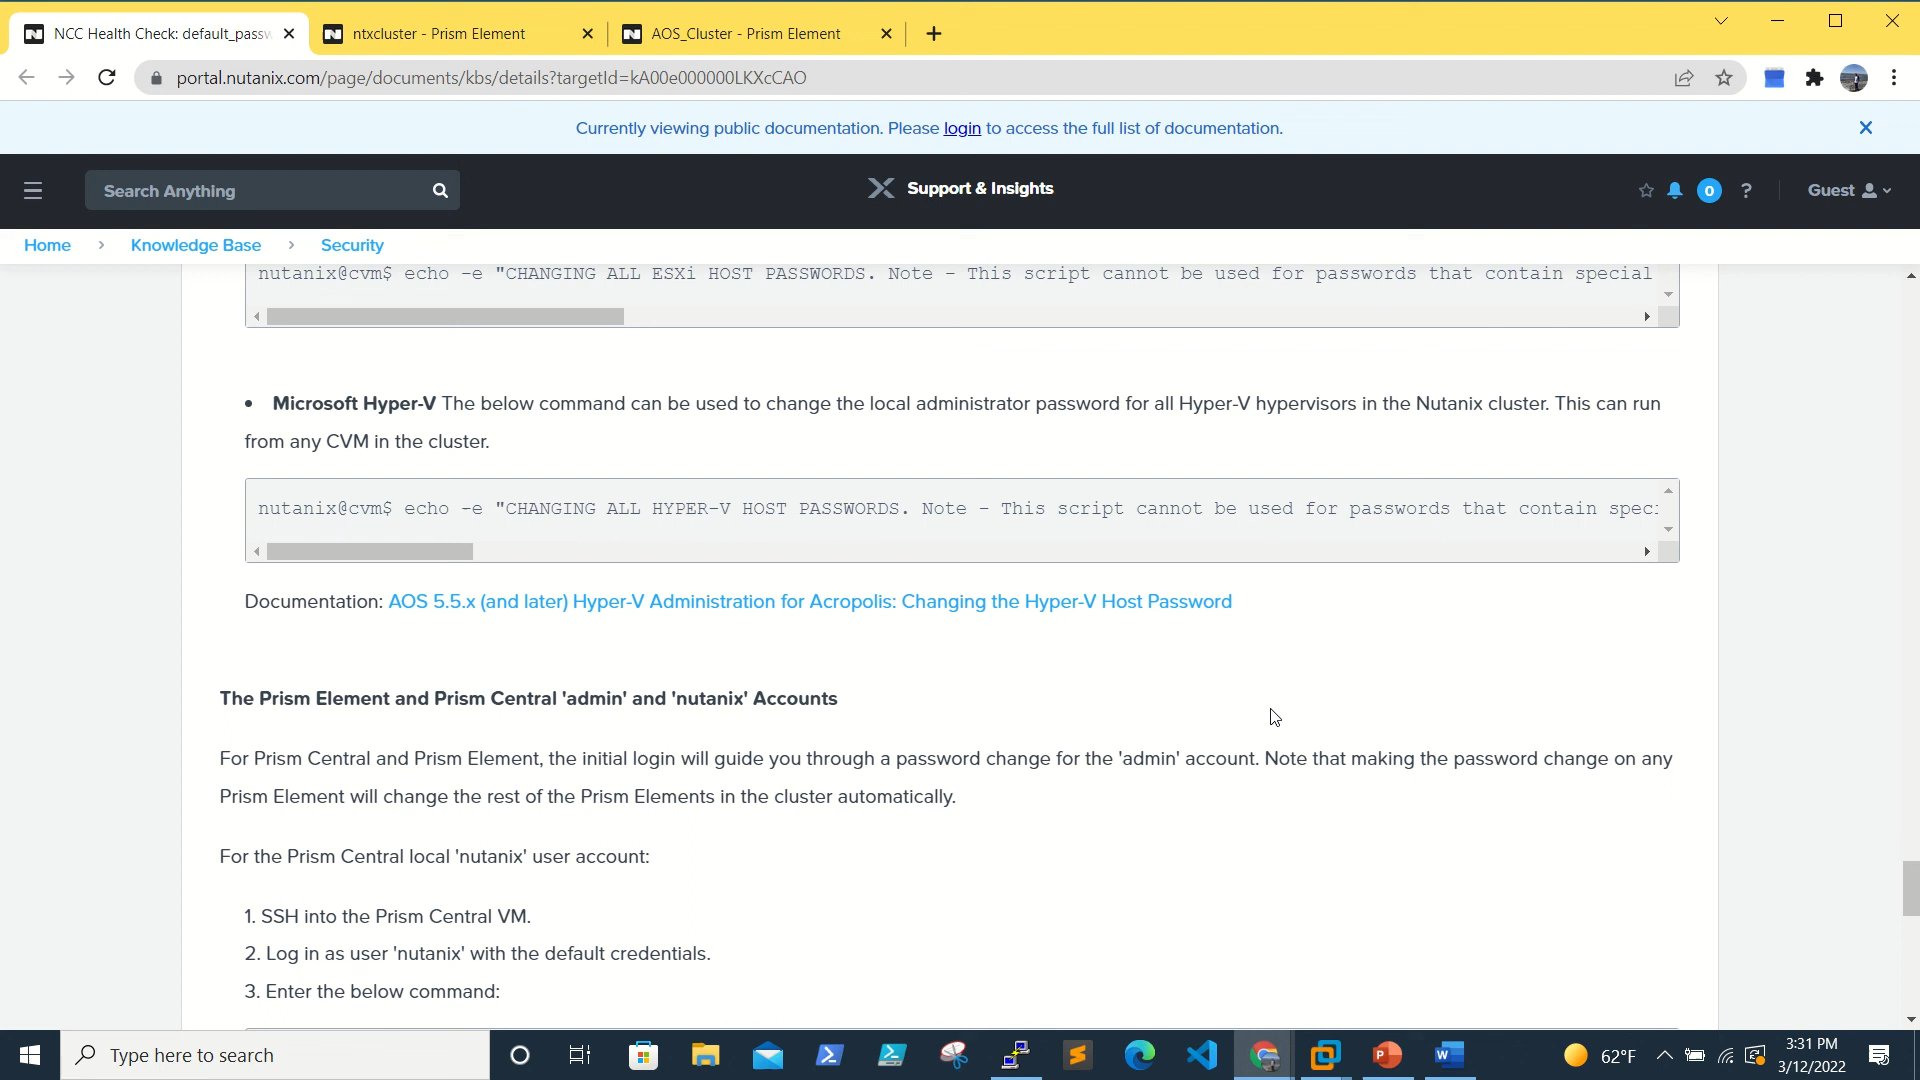 NCC Health Check: default_passw
ntxcluster - Prism Element
AOS_Cluster - Prism Element
portal.nutanix.com/page/documents/kbs/details?targetId=kA00e000000LKXcCAO
Currently viewing public documentation. Please login to access the full list of documentation.
Search Anything
Support & Insights
0
?
Guest
Home > Knowledge Base > Security
nutanix@cvm$ echo -e "CHANGING ALL ESXi HOST PASSWORDS. Note - This script cannot be used for passwords that contain special
• Microsoft Hyper-V The below command can be used to change the local administrator password for all Hyper-V hypervisors in the Nutanix cluster. This can run
from any CVM in the cluster.
nutanix@cvm$ echo -e "CHANGING ALL HYPER-V HOST PASSWORDS. Note - This script cannot be used for passwords that contain speci
Documentation: AOS 5.5.x (and later) Hyper-V Administration for Acropolis: Changing the Hyper-V Host Password
The Prism Element and Prism Central 'admin' and 'nutanix' Accounts
For Prism Central and Prism Element, the initial login will guide you through a password change for the 'admin' account. Note that making the password change on any
Prism Element will change the rest of the Prism Elements in the cluster automatically.
For the Prism Central local 'nutanix' user account:
1. SSH into the Prism Central VM.
2. Log in as user 'nutanix' with the default credentials.
3. Enter the below command:
Type here to search
62°F
3:31 PM
3/12/2022